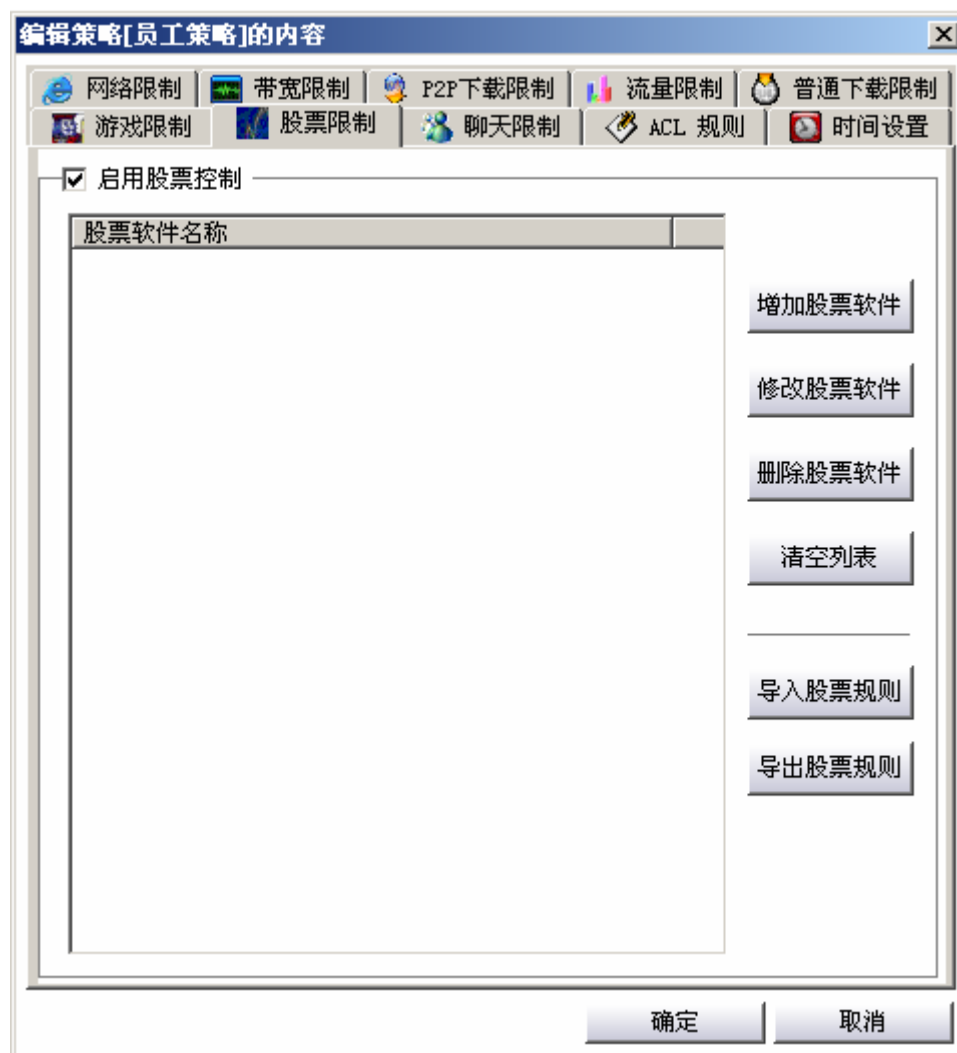 编辑策略[员工策略]的内容
网络限制 带宽限制 P2P下载限制 流量限制 普通下载限制
游戏限制 股票限制 聊天限制 ACL 规则 时间设置
启用股票控制
股票软件名称
增加股票软件
修改股票软件
删除股票软件
清空列表
导入股票规则
导出股票规则
确定 取消